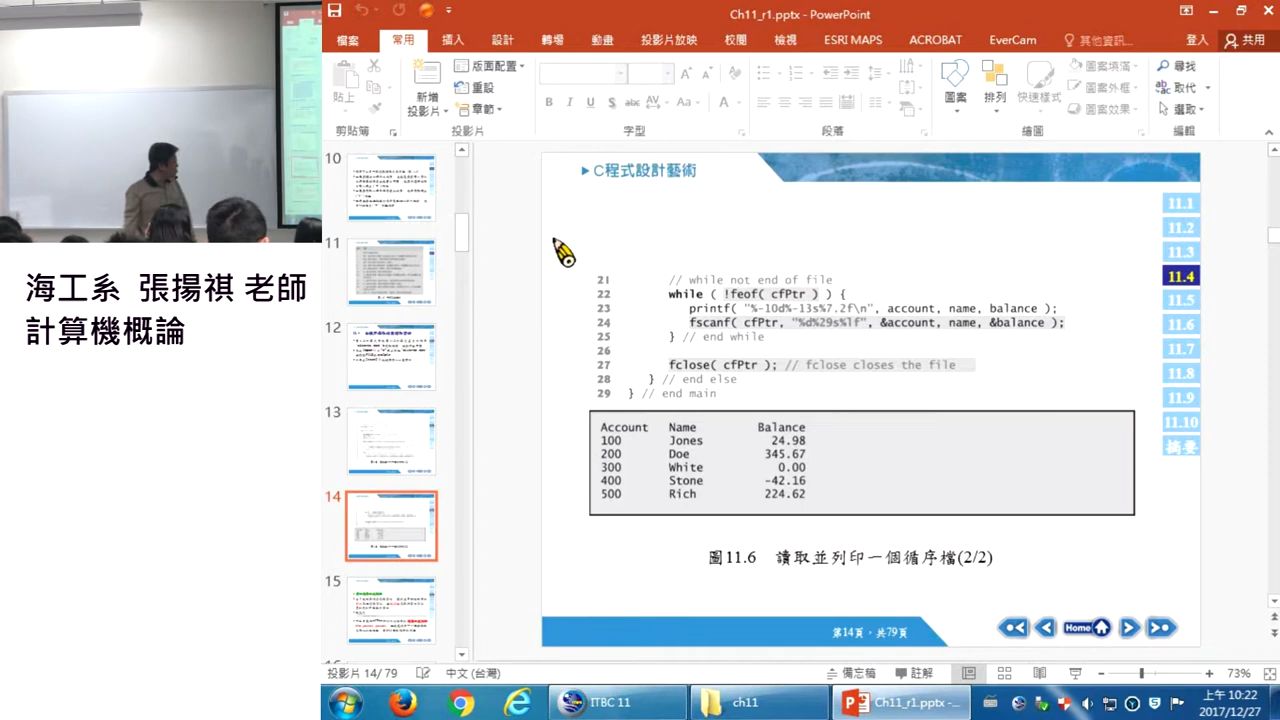 Ch11_r1.pptx - PowerPoint
檔案 常用 插入 設計 轉場 動畫 投影片放映 校閱 檢視 ESRI MAPS ACROBAT EverCam 其他資訊... 登入 共用
貼上 新增 投影片 版面配置 重設 章節
B I U S abc Aa
圖案 排列 快速樣式 圖案填滿 圖案外框 圖案效果 尋找 取代 選取
剪貼簿 投影片 字型 段落 繪圖 編輯
海工系 張揚祺 老師
計算機概論
10
11
12
13
14
15
C程式設計藝術
11.1
11.2
11.3
11.4
11.5
11.6
11.7
11.8
11.9
11.10
摘要
21 while not end of
22 ile ( !feof( cfPtr )
23 printf( "%-10d%-13s%7.2f\n", account, name, balance );
24 fscanf( cfPtr, "%d%29s%lf", &account, name, &balance );
25 end while
26
27 fclose( cfPtr ); // fclose closes the file
28 } // end else
29 } // end main
Account Name Balance
100 Jones 24.98
200 Doe 345.67
300 White 0.00
400 Stone -42.16
500 Rich 224.62
圖11.6 讀取並列印一個循序檔(2/2)
Home
共79頁
投影片 14/79 中文 (台灣) 備忘稿 註解 73%
ITBC 11 ch11 Ch11_r1.pptx -...
上午 10:22
2017/12/27